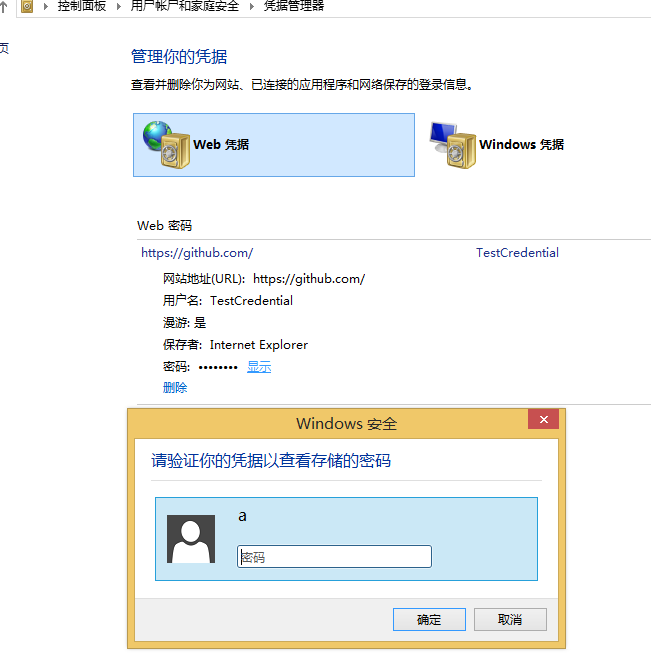 控制面板 ▸ 用户帐户和家庭安全 ▸ 凭据管理器
页
管理你的凭据
查看并删除你为网站、已连接的应用程序和网络保存的登录信息。
Web 凭据
Windows 凭据
Web 密码
https://github.com/ TestCredential
网站地址(URL): https://github.com/
用户名: TestCredential
漫游: 是
保存者: Internet Explorer
密码: •••••••• 显示
删除
Windows 安全
请验证你的凭据以查看存储的密码
a
密码
确定
取消